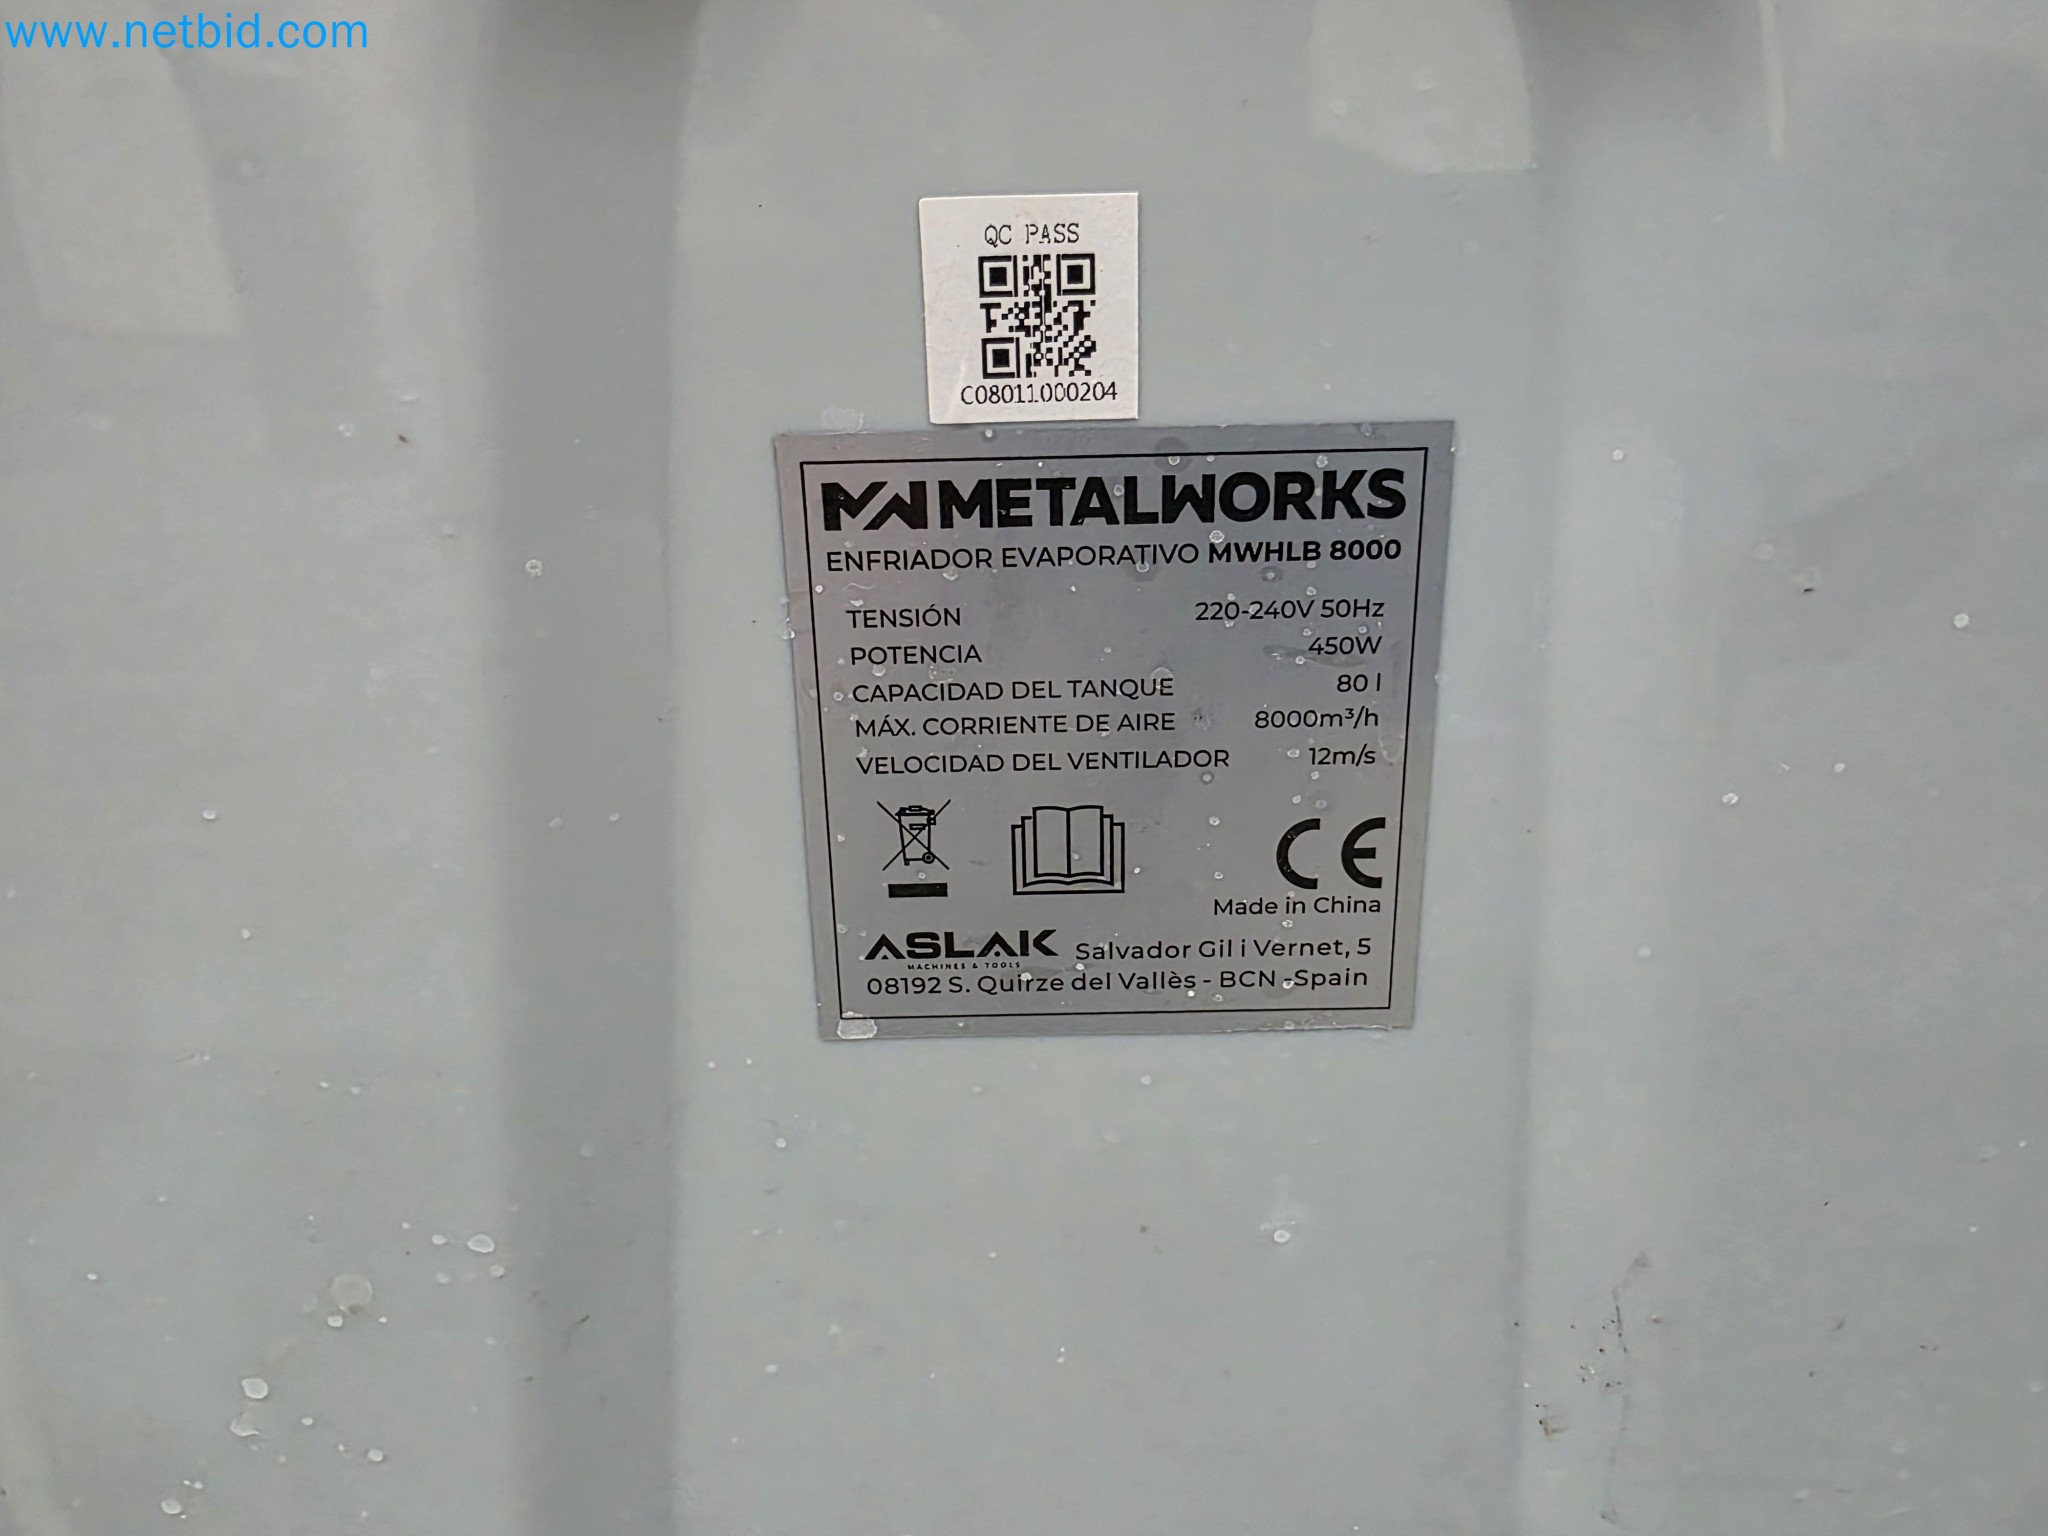 www.netbid.com
QC PASS
C08011000204
METALWORKS
ENFRIADOR EVAPORATIVO MWHLB 8000
TENSIÓN 220-240V 50Hz
POTENCIA 450W
CAPACIDAD DEL TANQUE 80 l
MÁX. CORRIENTE DE AIRE 8000m³/h
VELOCIDAD DEL VENTILADOR 12m/s
CE
Made in China
ASLAK Salvador Gil i Vernet, 5
MACHINES & TOOLS
08192 S. Quirze del Vallès - BCN -Spain